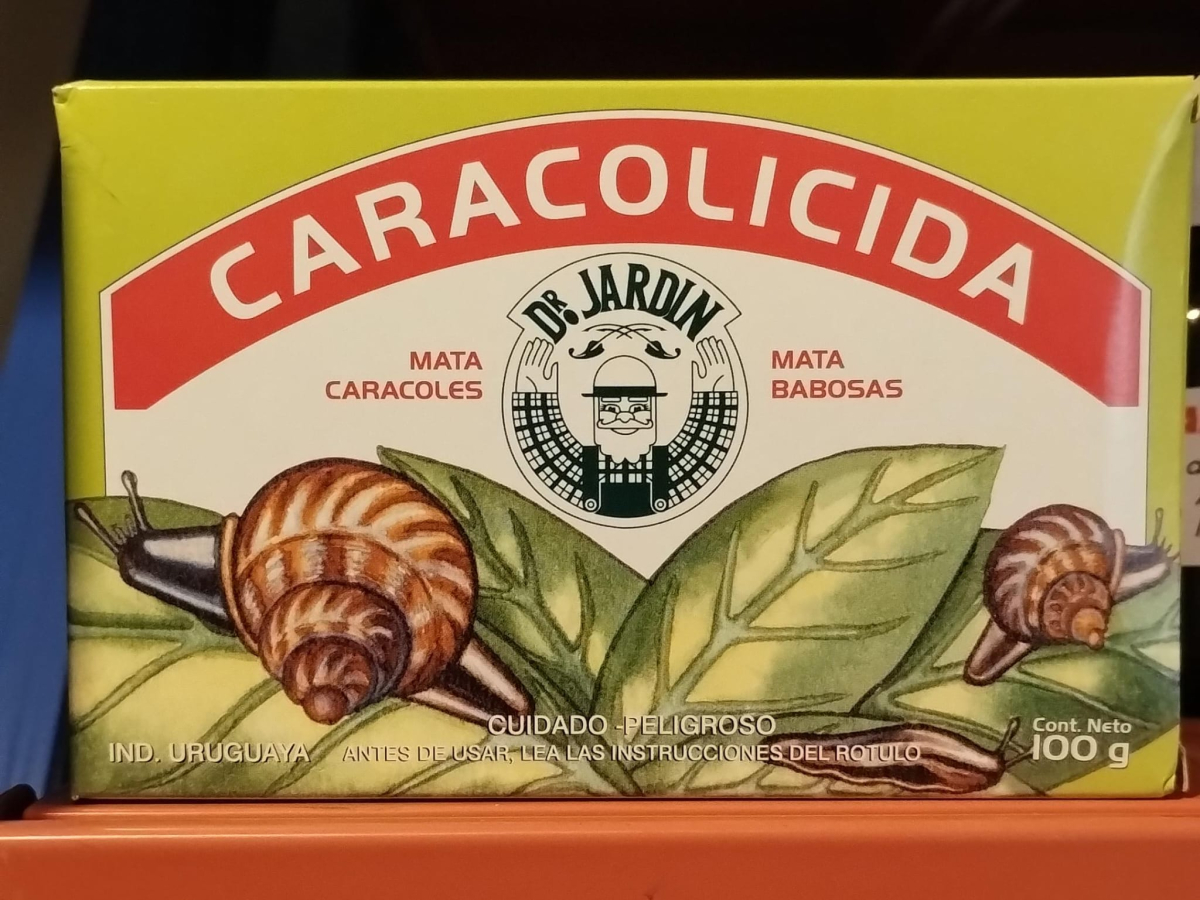 CARACOLICIDA
DR. JARDIN
MATA
CARACOLES
MATA
BABOSAS
CUIDADO - PELIGROSO
IND. URUGUAYA
ANTES DE USAR, LEA LAS INSTRUCCIONES DEL ROTULO
Cont. Neto
100 g